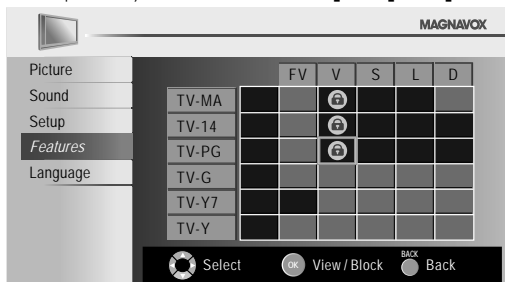 MAGNAVOX
Picture
Sound
Setup
Features
Language
FV V S L D
TV-MA
TV-14
TV-PG
TV-G
TV-Y7
TV-Y
Select
OK View / Block
BACK Back